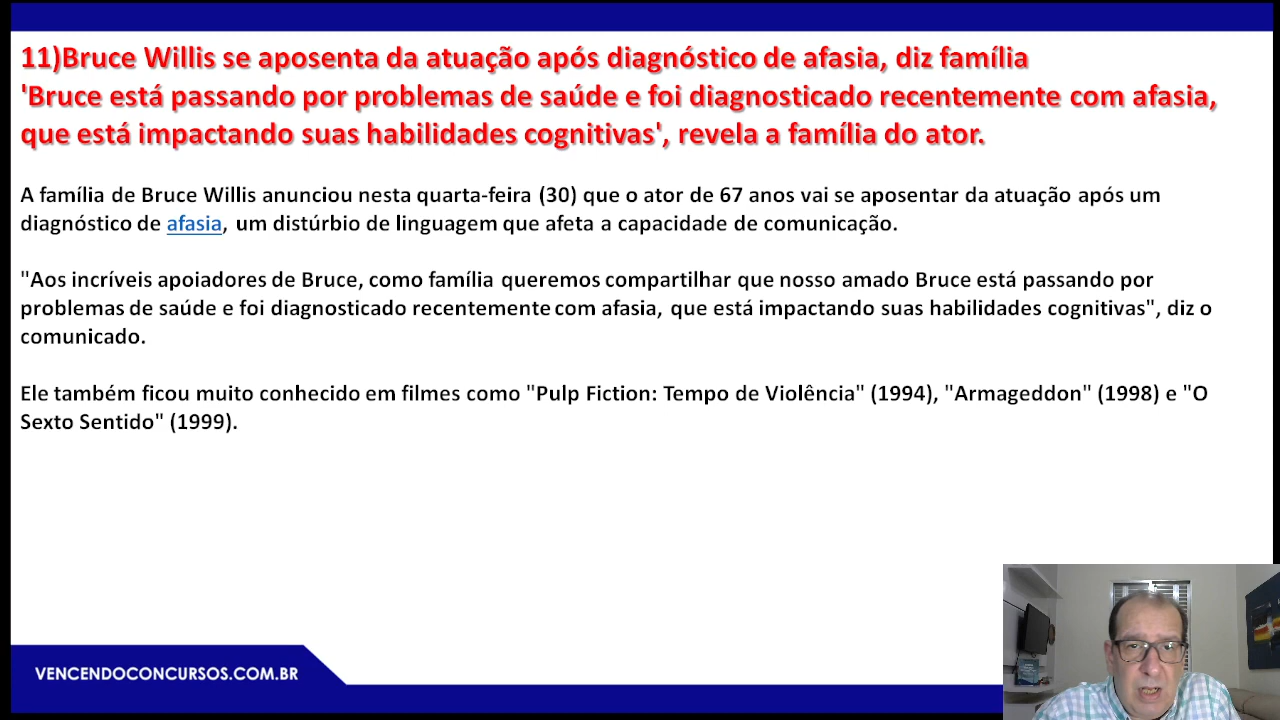 11)Bruce Willis se aposenta da atuação após diagnóstico de afasia, diz família
'Bruce está passando por problemas de saúde e foi diagnosticado recentemente com afasia,
que está impactando suas habilidades cognitivas', revela a família do ator.
A família de Bruce Willis anunciou nesta quarta-feira (30) que o ator de 67 anos vai se aposentar da atuação após um
diagnóstico de afasia, um distúrbio de linguagem que afeta a capacidade de comunicação.
"Aos incríveis apoiadores de Bruce, como família queremos compartilhar que nosso amado Bruce está passando por
problemas de saúde e foi diagnosticado recentemente com afasia, que está impactando suas habilidades cognitivas", diz o
comunicado.
Ele também ficou muito conhecido em filmes como "Pulp Fiction: Tempo de Violência" (1994), "Armageddon" (1998) e "O
Sexto Sentido" (1999).
VENCENDOCONCURSOS.COM.BR